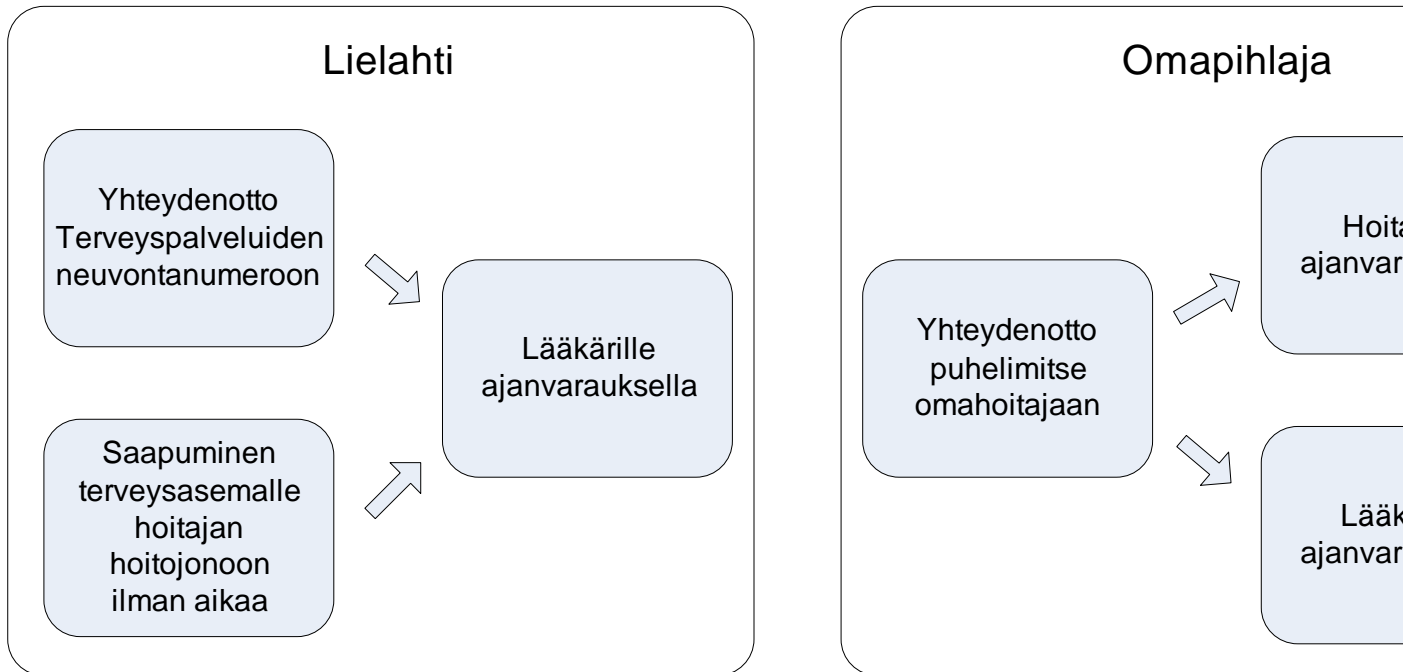 Lielahti
Yhteydenotto
Terveyspalveluiden
neuvontanumeroon
Saapuminen
terveysasemalle
hoitajan
hoitojonoon
ilman aikaa
Lääkärille
ajanvarauksella
Omapihlaja
Yhteydenotto
puhelimitse
omahoitajaan